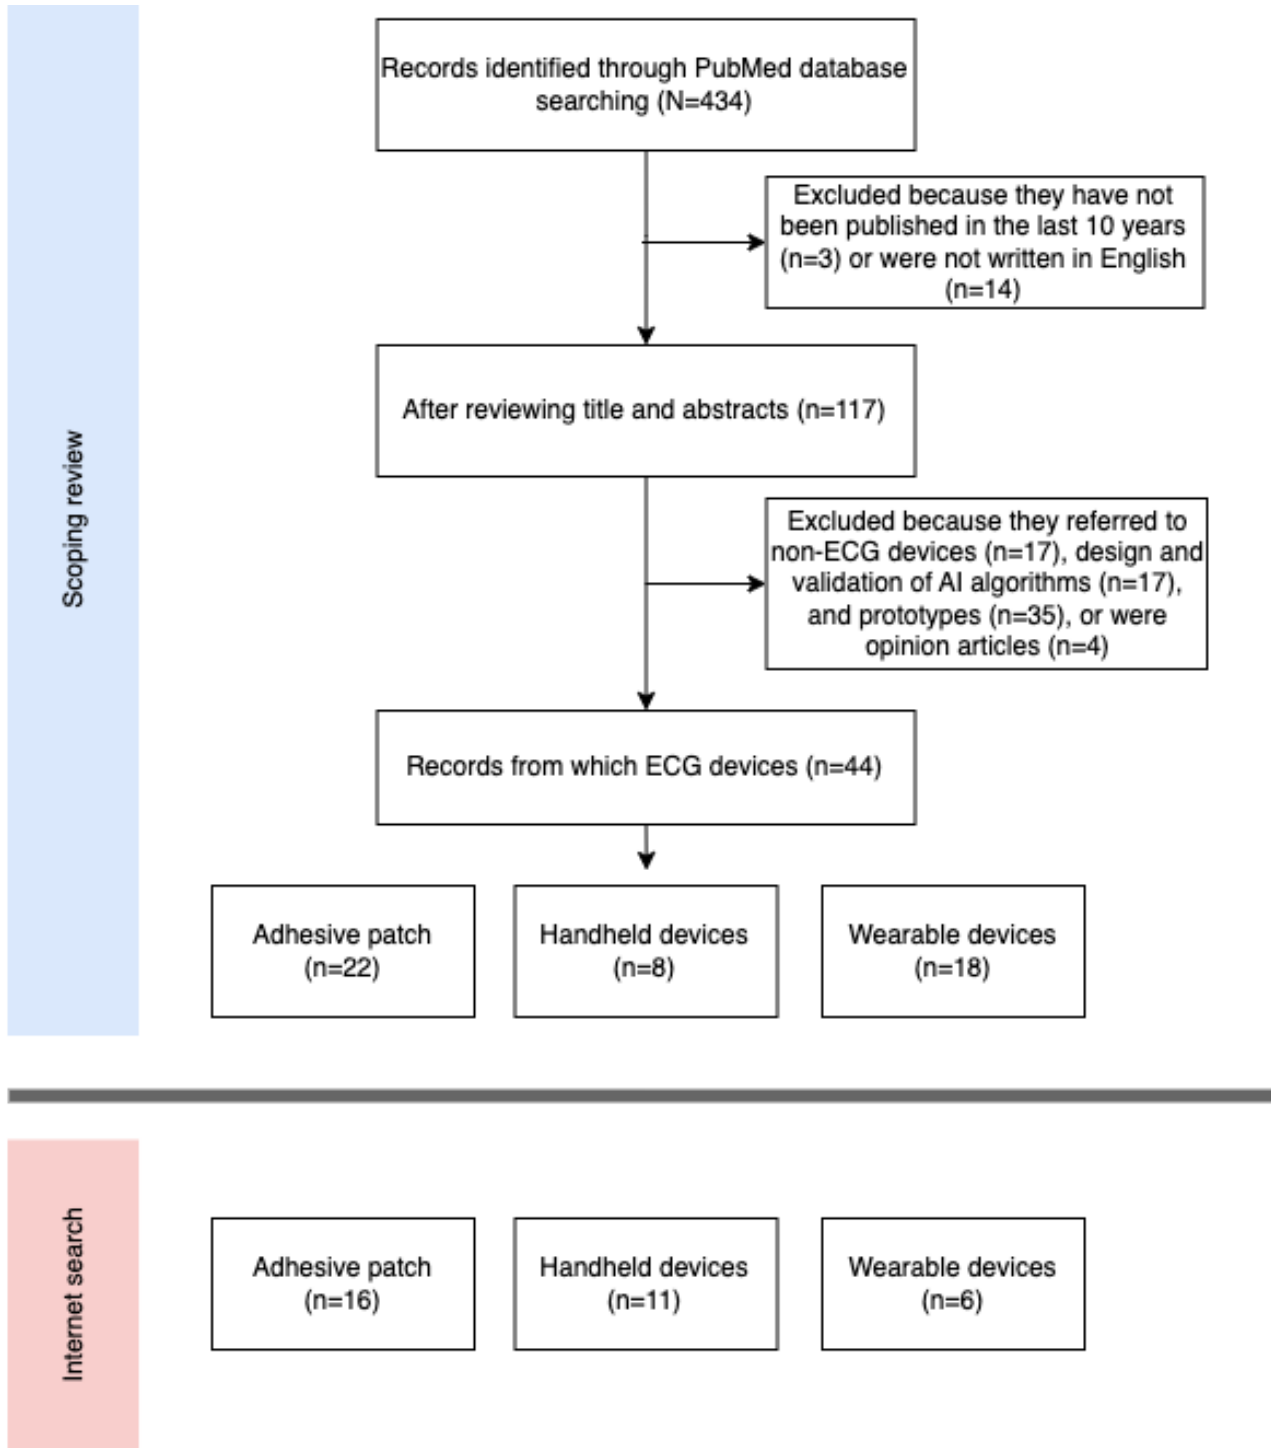 Scoping review
Records identified through PubMed database
searching (N=434)
Excluded because they have not
been published in the last 10 years
(n=3) or were not written in English
(n=14)
After reviewing title and abstracts (n=117)
Excluded because they referred to
non-ECG devices (n=17), design and
validation of AI algorithms (n=17),
and prototypes (n=35), or were
opinion articles (n=4)
Records from which ECG devices (n=44)
Adhesive patch
(n=22)
Handheld devices
(n=8)
Wearable devices
(n=18)
Internet search
Adhesive patch
(n=16)
Handheld devices
(n=11)
Wearable devices
(n=6)